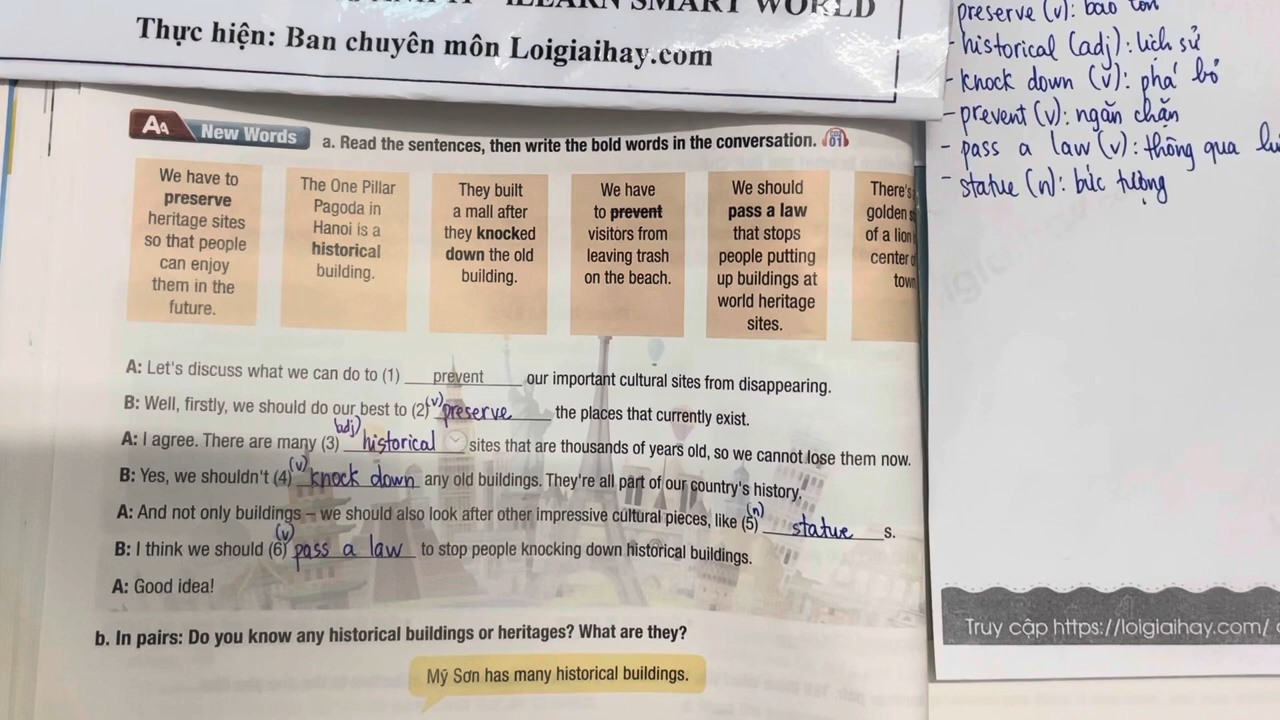 ILEARN SMART WORLD
Thực hiện: Ban chuyên môn Loigiaihay.com
preserve (v): bảo tồn
- historical (adj): lịch sử
- knock down (v): phá bỏ
- prevent (v): ngăn chặn
- pass a law (v): thông qua
- statue (n): bức tượng
AA New Words a. Read the sentences, then write the bold words in the conversation. 01
We have to
preserve
heritage sites
so that people
can enjoy
them in the
future.
The One Pillar
Pagoda in
Hanoi is a
historical
building.
They built
a mall after
they knocked
down the old
building.
We have
to prevent
visitors from
leaving trash
on the beach.
We should
pass a law
that stops
people putting
up buildings at
world heritage
sites.
There's
golden
of a lion
center
town
A: Let's discuss what we can do to (1) prevent our important cultural sites from disappearing.
B: Well, firstly, we should do our best to (2) (v) preserve the places that currently exist.
A: I agree. There are many (3) (adj) historical sites that are thousands of years old, so we cannot lose them now.
B: Yes, we shouldn't (4) (v) knock down any old buildings. They're all part of our country's history.
A: And not only buildings – we should also look after other impressive cultural pieces, like (5) (n) statue s.
B: I think we should (6) (v) pass a law to stop people knocking down historical buildings.
A: Good idea!
b. In pairs: Do you know any historical buildings or heritages? What are they?
Mỹ Sơn has many historical buildings.
Truy cập https://loigiaihay.com/